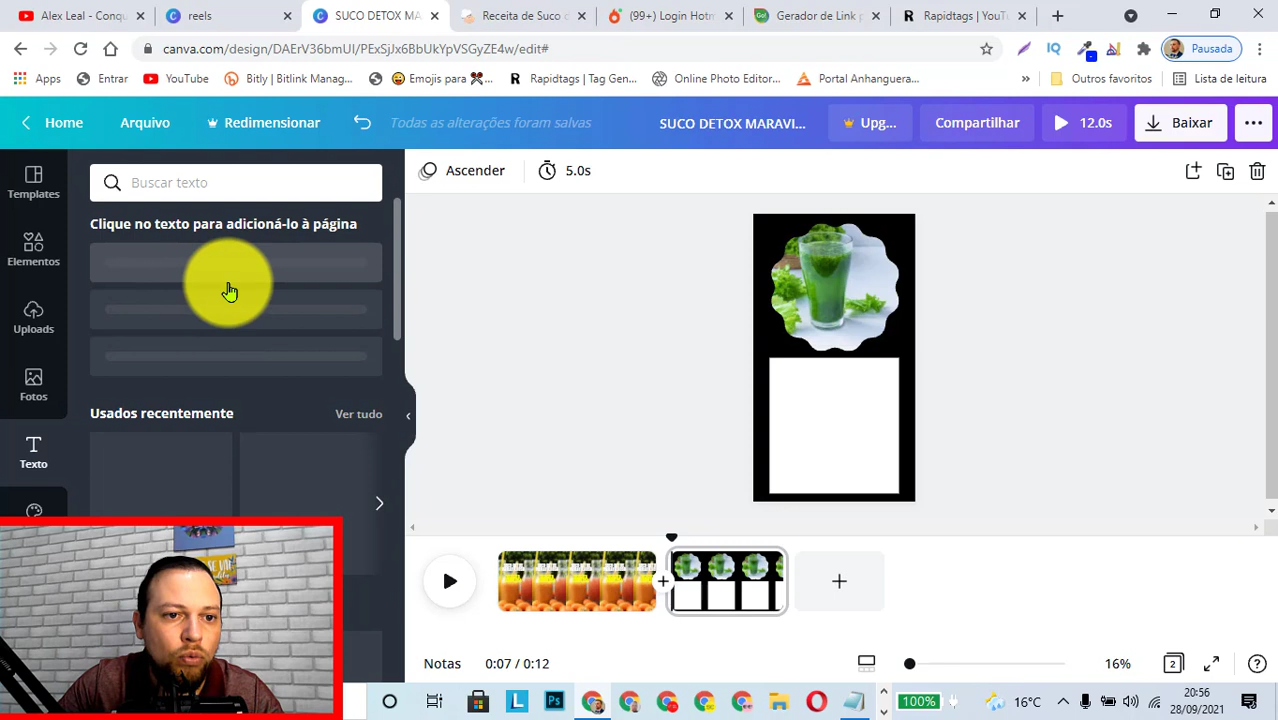 Alex Leal - Conqu
reels
SUCO DETOX MAR
Receita de Suco d
(99+) Login Hotm
Gerador de Link p
Rapidtags | YouTu
canva.com/design/DAErV36bmUI/PExSjJx6BbUkYpVSGyZE4w/edit#
Pausada
Apps
Entrar
YouTube
Bitly | Bitlink Manag...
Emojis para
Rapidtags | Tag Gen...
Online Photo Editor...
Portal Anhanguera...
Outros favoritos
Lista de leitura
Home
Arquivo
Redimensionar
Todas as alterações foram salvas
SUCO DETOX MARAVI...
Upg...
Compartilhar
12.0s
Baixar
Templates
Elementos
Uploads
Fotos
Texto
Buscar texto
Clique no texto para adicioná-lo à página
Usados recentemente
Ver tudo
Ascender
5.0s
Notas
0:07 / 0:12
16%
2
100%
16°C
20:56
28/09/2021